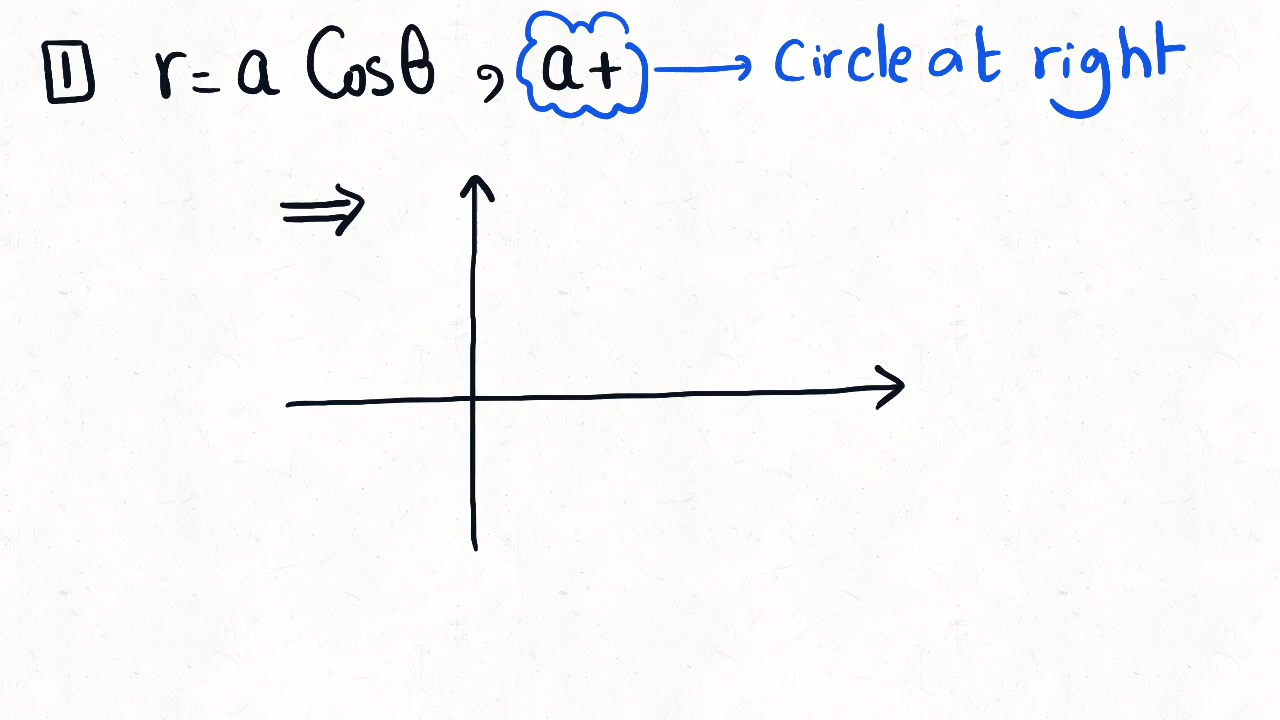 1 r = a Cosθ , a+ → Circle at right
⇒